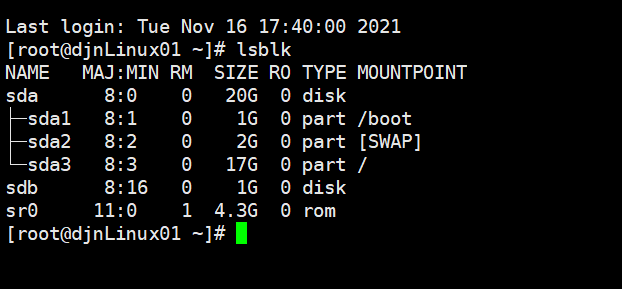 Last login: Tue Nov 16 17:40:00 2021
[root@djnLinux01 ~]# lsblk
NAME   MAJ:MIN RM  SIZE RO TYPE MOUNTPOINT
sda      8:0    0   20G  0 disk
├─sda1   8:1    0    1G  0 part /boot
├─sda2   8:2    0    2G  0 part [SWAP]
└─sda3   8:3    0   17G  0 part /
sdb      8:16   0    1G  0 disk
sr0     11:0    1  4.3G  0 rom
[root@djnLinux01 ~]#